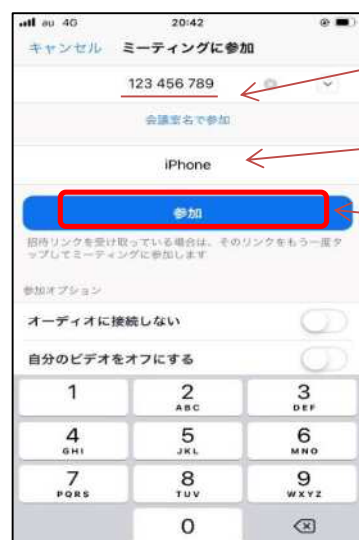 au 4G 20:42
キャンセル ミーティングに参加
123 456 789
会議室名で参加
iPhone
参加
招待リンクを受け取っている場合は、そのリンクをもう一度タ
ップしてミーティングに参加します
参加オプション
オーディオに接続しない
自分のビデオをオフにする
1 2 3
ABC DEF
4 5 6
GHI JKL MNO
7 8 9
PQRS TUV WXYZ
0